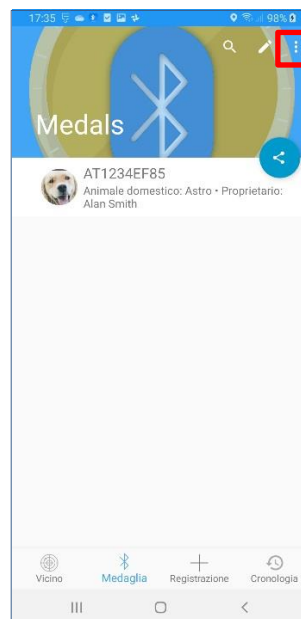 17:35 98%
Medals
AT1234EF85
Animale domestico: Astro • Proprietario:
Alan Smith
Vicino Medaglia Registrazione Cronologia